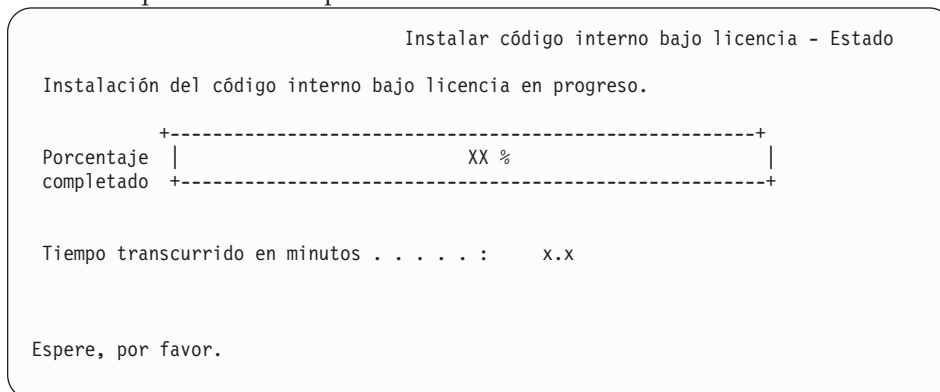 Instalar código interno bajo licencia - Estado
Instalación del código interno bajo licencia en progreso.
+-------------------------------------------------------+
Porcentaje | XX % |
completado +-------------------------------------------------------+
Tiempo transcurrido en minutos . . . . . : x.x
Espere, por favor.